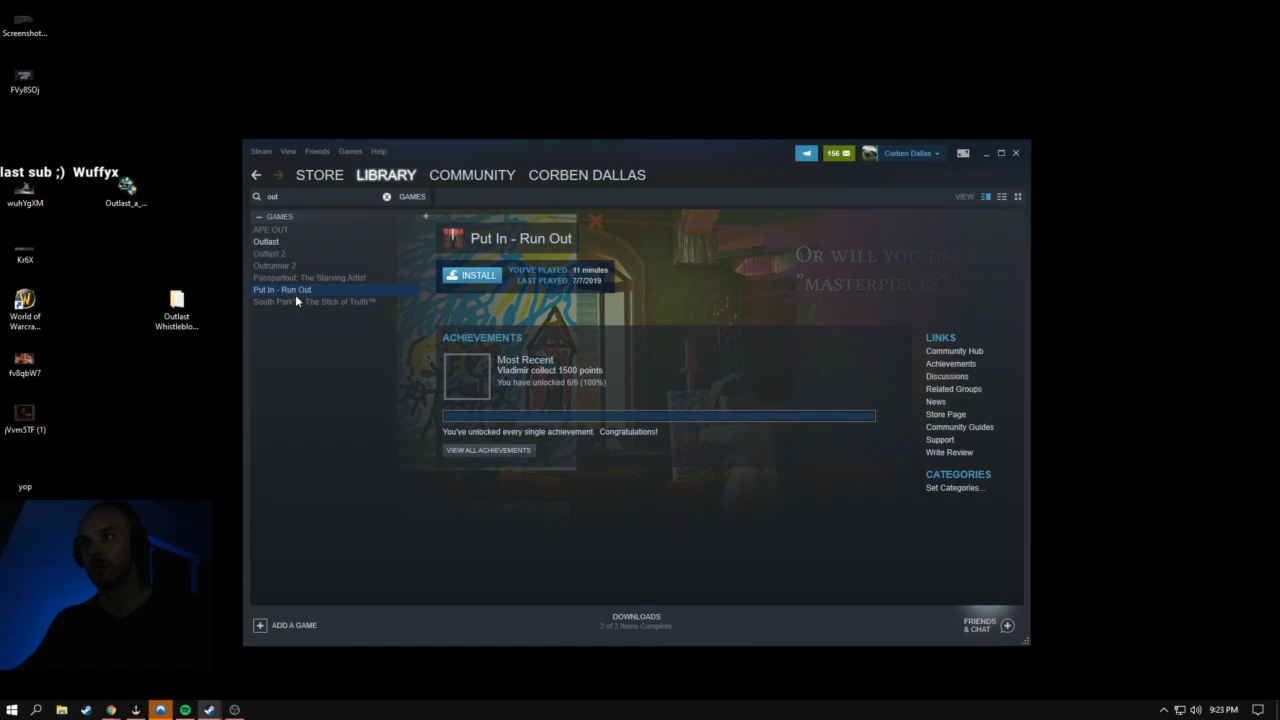 Screenshot...
FVy8SOj
last sub ;) Wuffyx
wuhYgXM
Outlast_a_...
Kr6X
World of
Warcra...
Outlast
Whistleblo...
fv8qbW7
jVvm5TF (1)
yop
Steam View Friends Games Help
156
Corben Dallas
STORE LIBRARY COMMUNITY CORBEN DALLAS
out
GAMES
VIEW
GAMES
APE OUT
Outlast
Outlast 2
Outrunner 2
Passpartout: The Starving Artist
Put In - Run Out
South Park™: The Stick of Truth™
Put In - Run Out
INSTALL
YOU'VE PLAYED 11 minutes
LAST PLAYED 7/7/2019
OR WILL YOU
"MASTERPIECES
ACHIEVEMENTS
Most Recent
Vladimir collect 1500 points
You have unlocked 6/6 (100%)
You've unlocked every single achievement. Congratulations!
VIEW ALL ACHIEVEMENTS
LINKS
Community Hub
Achievements
Discussions
Related Groups
News
Store Page
Community Guides
Support
Write Review
CATEGORIES
Set Categories...
ADD A GAME
DOWNLOADS
2 of 2 Items Complete
FRIENDS
& CHAT
9:23 PM